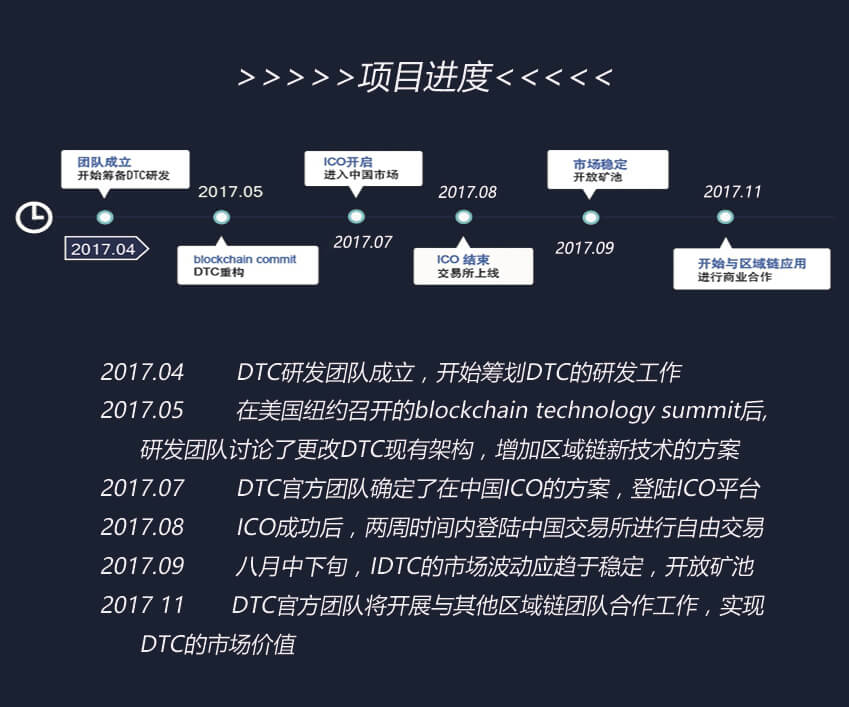 >>>>>项目进度<<<<<
团队成立
开始筹备DTC研发
2017.04
2017.05
blockchain commit
DTC重构
ICO开启
进入中国市场
2017.07
2017.08
ICO 结束
交易所上线
市场稳定
开放矿池
2017.09
2017.11
开始与区域链应用
进行商业合作
2017.04 DTC研发团队成立，开始筹划DTC的研发工作
2017.05 在美国纽约召开的blockchain technology summit后,
研发团队讨论了更改DTC现有架构，增加区域链新技术的方案
2017.07 DTC官方团队确定了在中国ICO的方案，登陆ICO平台
2017.08 ICO成功后，两周时间内登陆中国交易所进行自由交易
2017.09 八月中下旬，IDTC的市场波动应趋于稳定，开放矿池
2017 11 DTC官方团队将开展与其他区域链团队合作工作，实现
DTC的市场价值